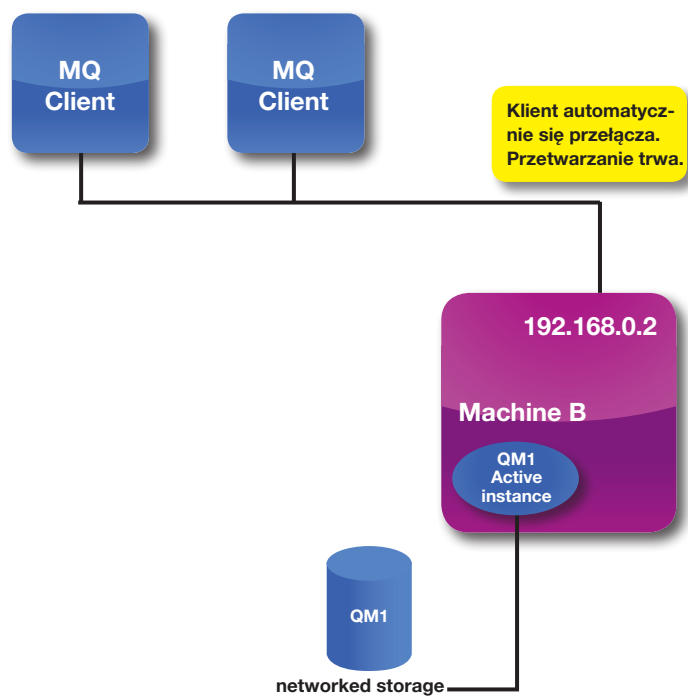 MQ
Client
MQ
Client
Klient automatycz-
nie się przełącza.
Przetwarzanie trwa.
192.168.0.2
Machine B
QM1
Active
instance
QM1
networked storage